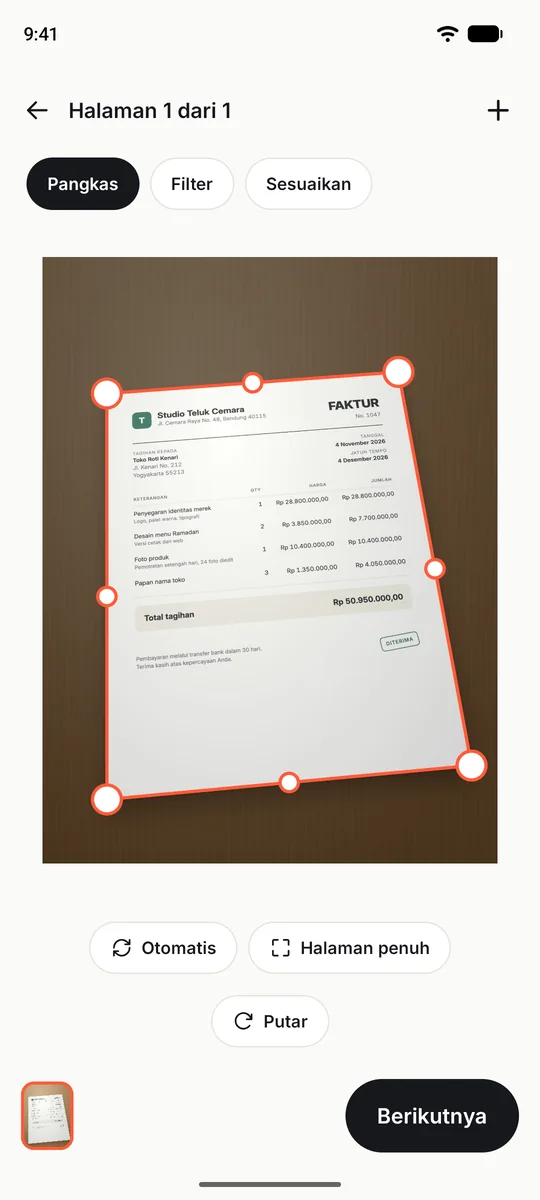 9:41
Halaman 1 dari 1
Pangkas
Filter
Sesuaikan
T
Studio Teluk Cemara
Jl. Cemara Raya No. 48, Bandung 40115
FAKTUR
No. 1047
TAGIHAN KEPADA
Toko Roti Kenari
Jl. Kenari No. 212
Yogyakarta 55213
TANGGAL
4 November 2026
JATUH TEMPO
4 Desember 2026
KETERANGAN QTY HARGA JUMLAH
Penyegaran identitas merek 1 Rp 28.800.000,00 Rp 28.800.000,00
Logo, palet warna, tipografi
Desain menu Ramadan 2 Rp 3.850.000,00 Rp 7.700.000,00
Versi cetak dan web
Foto produk 1 Rp 10.400.000,00 Rp 10.400.000,00
Pemotretan setengah hari, 24 foto diedit
Papan nama toko 3 Rp 1.350.000,00 Rp 4.050.000,00
Total tagihan Rp 50.950.000,00
Pembayaran melalui transfer bank dalam 30 hari.
Terima kasih atas kepercayaan Anda.
DITERIMA
Otomatis
Halaman penuh
Putar
Berikutnya